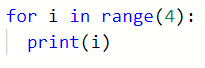 for i in range(4):
  print(i)